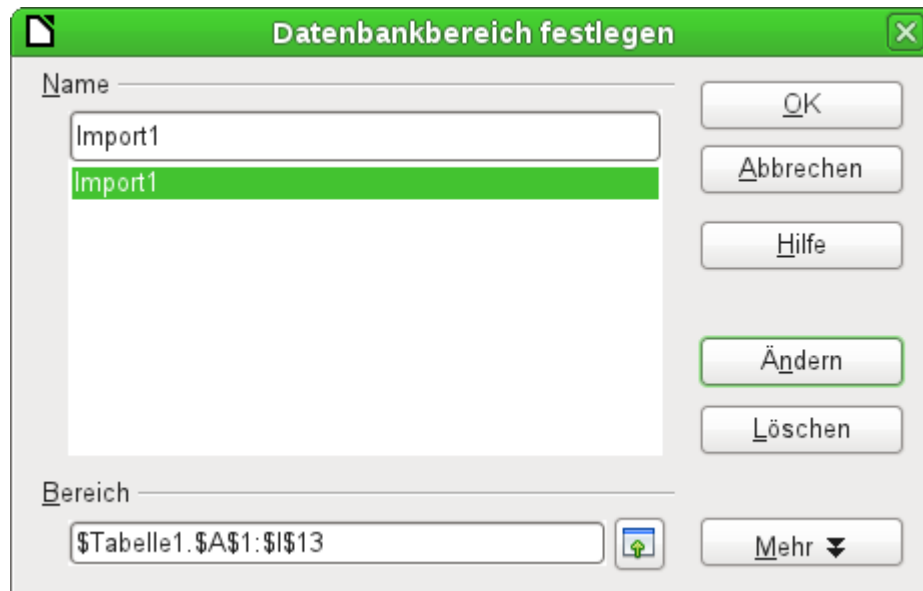 Datenbankbereich festlegen
Name
Import1
Import1
OK
Abbrechen
Hilfe
Ändern
Löschen
Bereich
$Tabelle1.$A$1:$I$13
Mehr